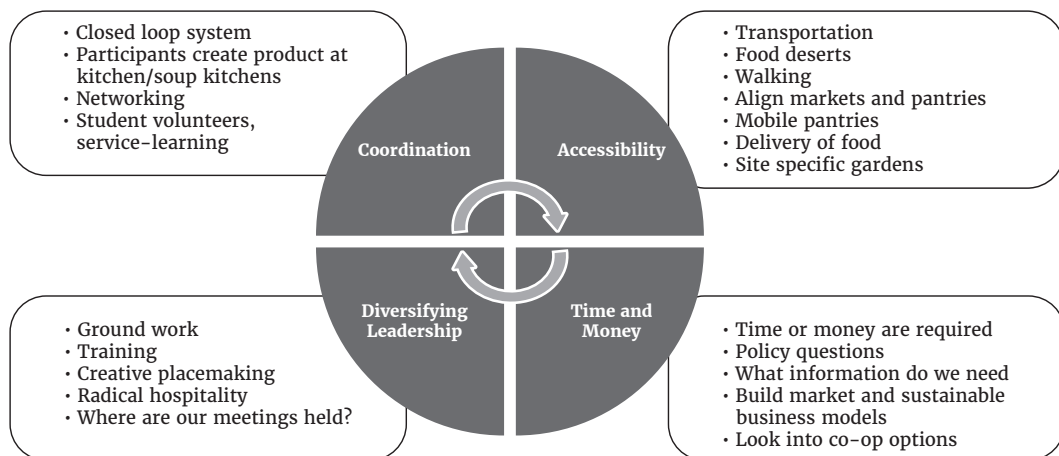 • Closed loop system
• Participants create product at
kitchen/soup kitchens
• Networking
• Student volunteers,
service-learning
Coordination
Accessibility
• Transportation
• Food deserts
• Walking
• Align markets and pantries
• Mobile pantries
• Delivery of food
• Site specific gardens
• Ground work
• Training
• Creative placemaking
• Radical hospitality
• Where are our meetings held?
Diversifying
Leadership
Time and
Money
• Time or money are required
• Policy questions
• What information do we need
• Build market and sustainable
business models
• Look into co-op options